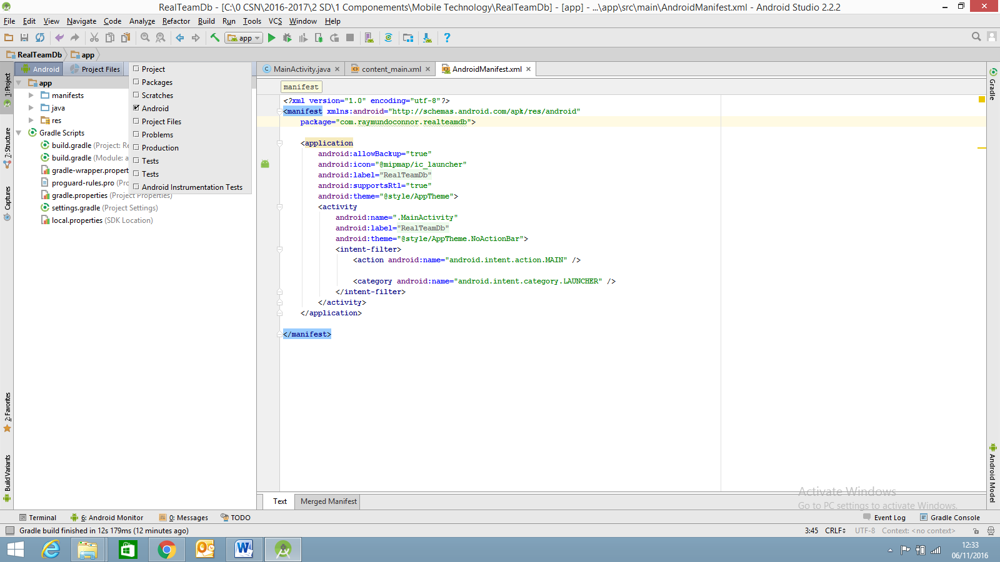 RealTeamDb - [C:\0 CSN\2016-2017\2 SD\1 Componements\Mobile Technology\RealTeamDb] - [app] - ...\app\src\main\AndroidManifest.xml - Android Studio 2.2.2
File Edit View Navigate Code Analyze Refactor Build Run Tools VCS Window Help
app
RealTeamDb app
Android Project Files
MainActivity.java content_main.xml AndroidManifest.xml
1: Project
7: Structure
Captures
2: Favorites
Build Variants
app
manifests
java
res
Gradle Scripts
build.gradle (Project: Re
build.gradle (Module: a
gradle-wrapper.propert
proguard-rules.pro (Pro
gradle.properties (Project Properties)
settings.gradle (Project Settings)
local.properties (SDK Location)
Project
Packages
Scratches
Android
Project Files
Problems
Production
Tests
Tests
Android Instrumentation Tests
manifest
<?xml version="1.0" encoding="utf-8"?>
<manifest xmlns:android="http://schemas.android.com/apk/res/android"
package="com.raymundoconnor.realteamdb">
<application
android:allowBackup="true"
android:icon="@mipmap/ic_launcher"
android:label="RealTeamDb"
android:supportsRtl="true"
android:theme="@style/AppTheme">
<activity
android:name=".MainActivity"
android:label="RealTeamDb"
android:theme="@style/AppTheme.NoActionBar">
<intent-filter>
<action android:name="android.intent.action.MAIN" />
<category android:name="android.intent.category.LAUNCHER" />
</intent-filter>
</activity>
</application>
</manifest>
Gradle
Android Model
Text Merged Manifest
Activate Windows
Go to PC settings to activate Windows.
Terminal 6: Android Monitor 0: Messages TODO Event Log Gradle Console
Gradle build finished in 12s 179ms (12 minutes ago) 3:45 CRLF UTF-8 Context: <no context>
12:33
06/11/2016